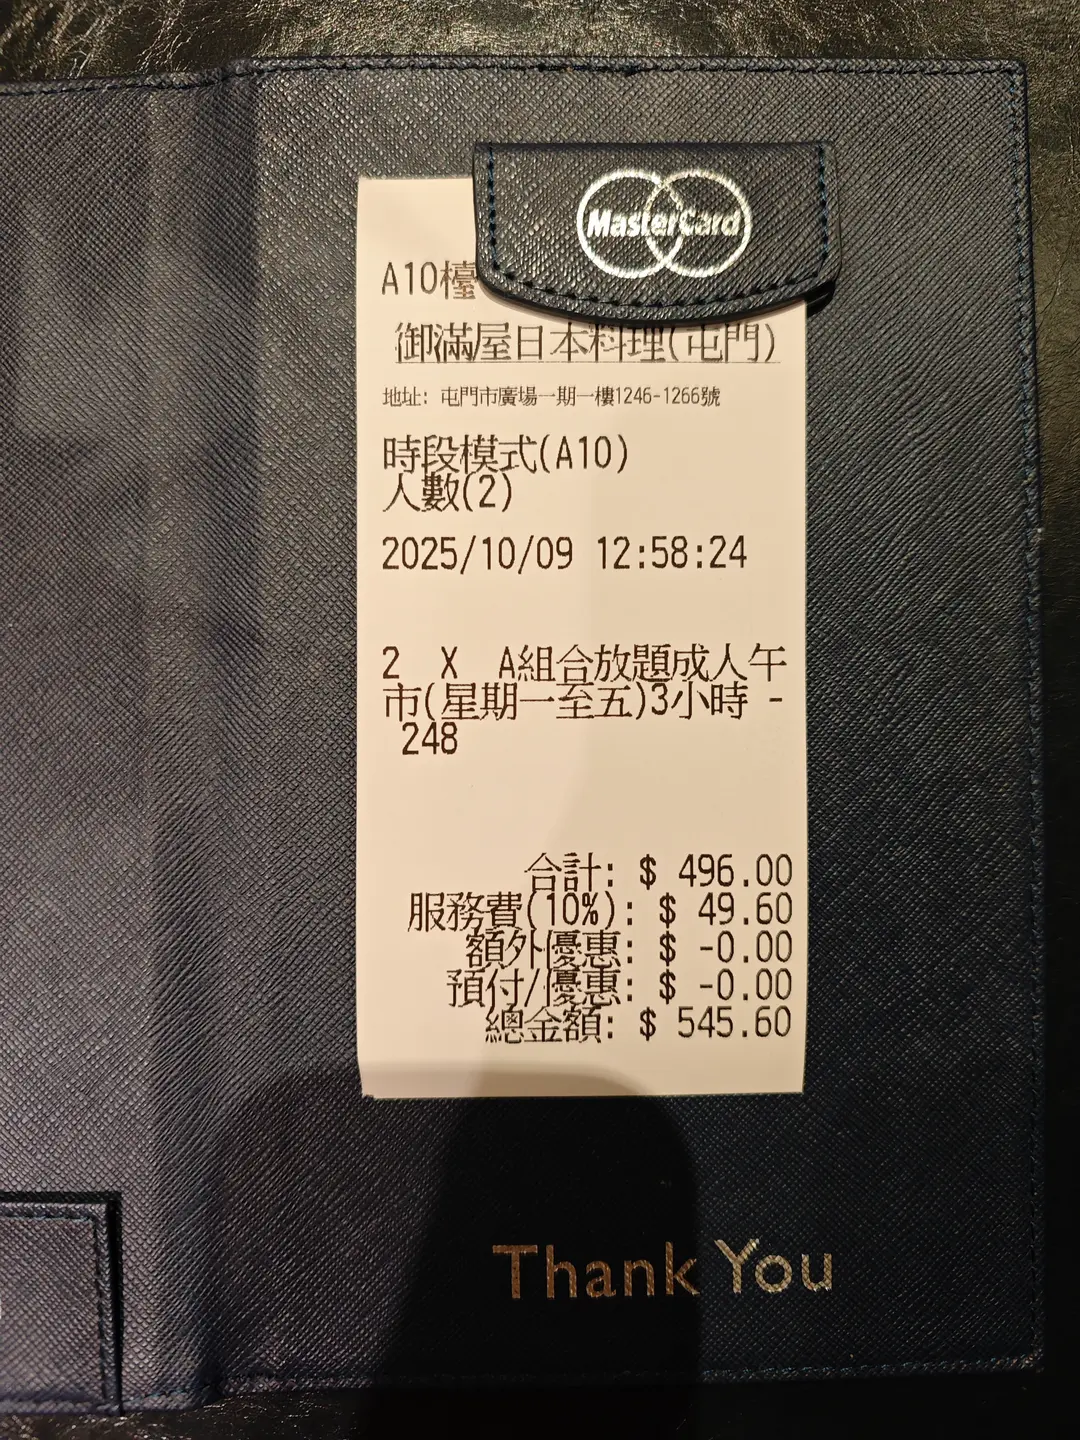 MasterCard
A10檯
御滿屋日本料理(屯門)
地址: 屯門市廣場一期一樓1246-1266號
時段模式(A10)
人數(2)
2025/10/09 12:58:24
2 X A組合放題成人午
市(星期一至五)3小時 -
248
合計: $ 496.00
服務費(10%): $ 49.60
額外優惠: $ -0.00
預付/優惠: $ -0.00
總金額: $ 545.60
Thank You